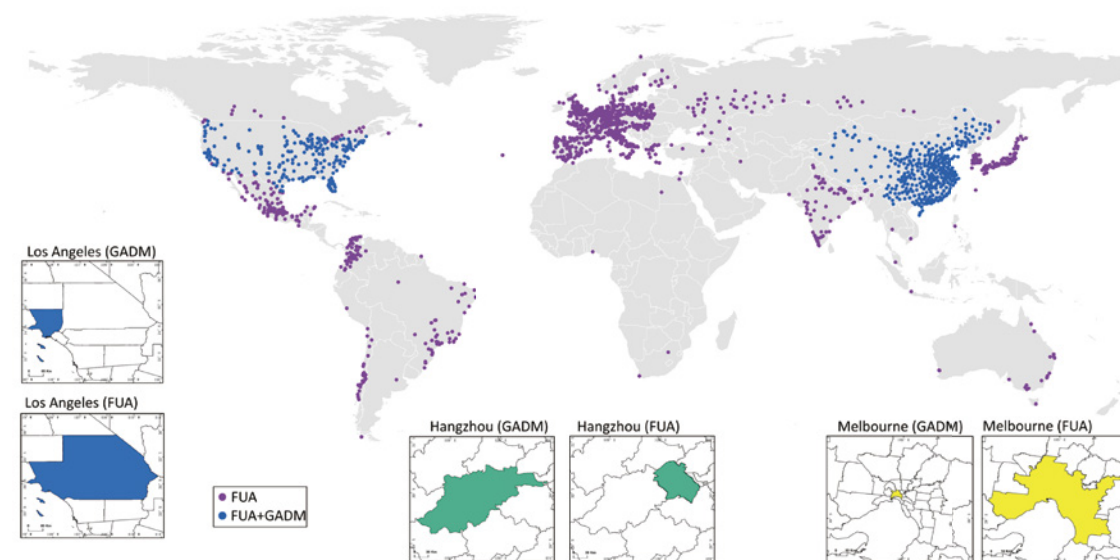 Los Angeles (GADM)
Los Angeles (FUA)
FUA
FUA+GADM
Hangzhou (GADM)
Hangzhou (FUA)
Melbourne (GADM)
Melbourne (FUA)